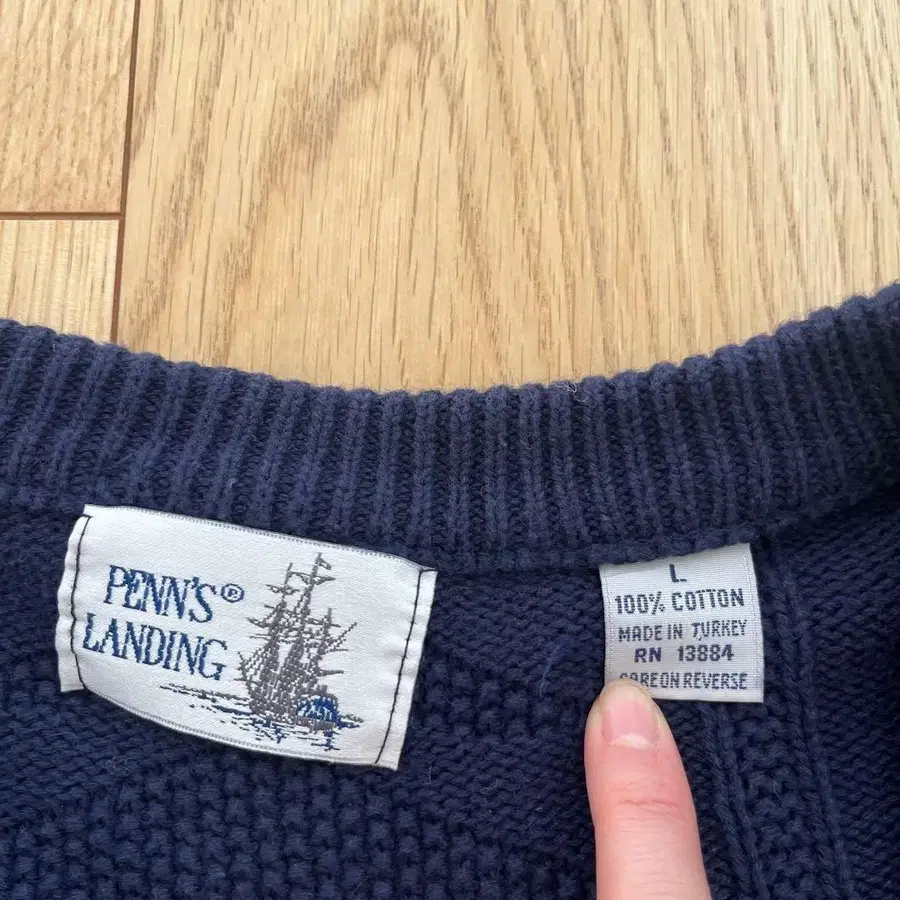 PENN'S®
LANDING
L
100% COTTON
MADE IN TURKEY
RN 13884
CARE ON REVERSE